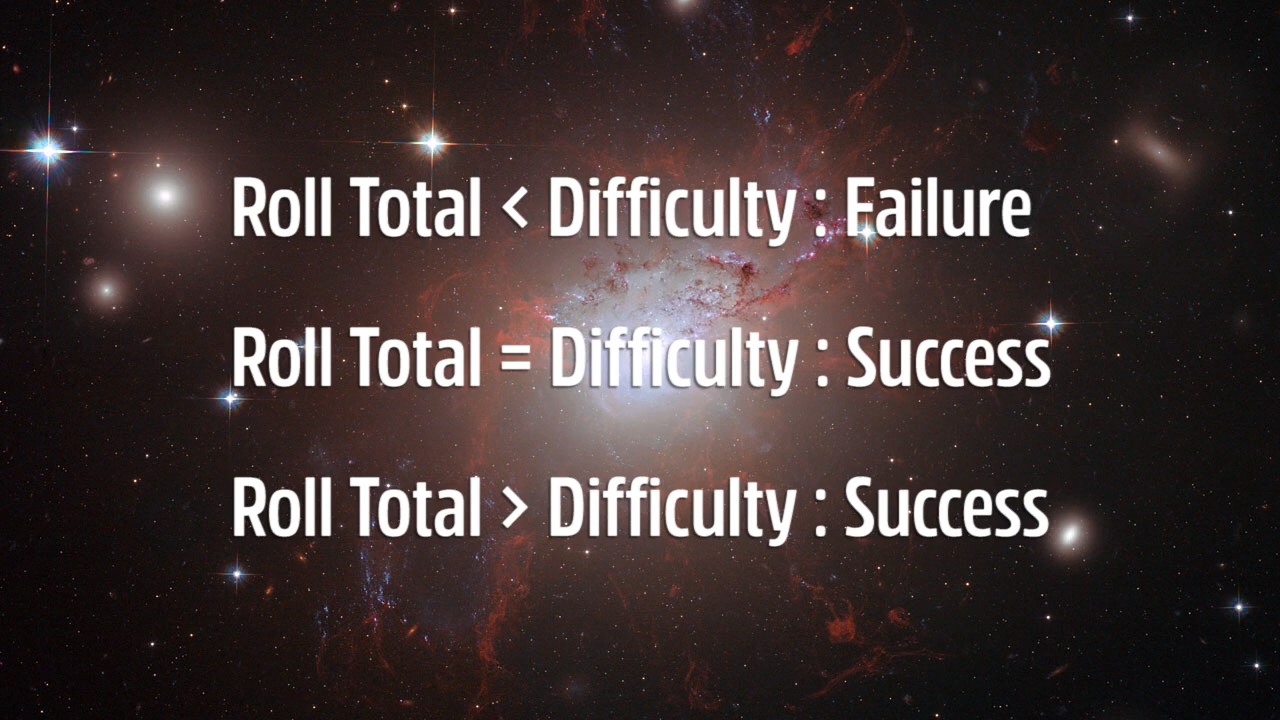 Roll Total < Difficulty : Failure
Roll Total = Difficulty : Success
Roll Total > Difficulty : Success